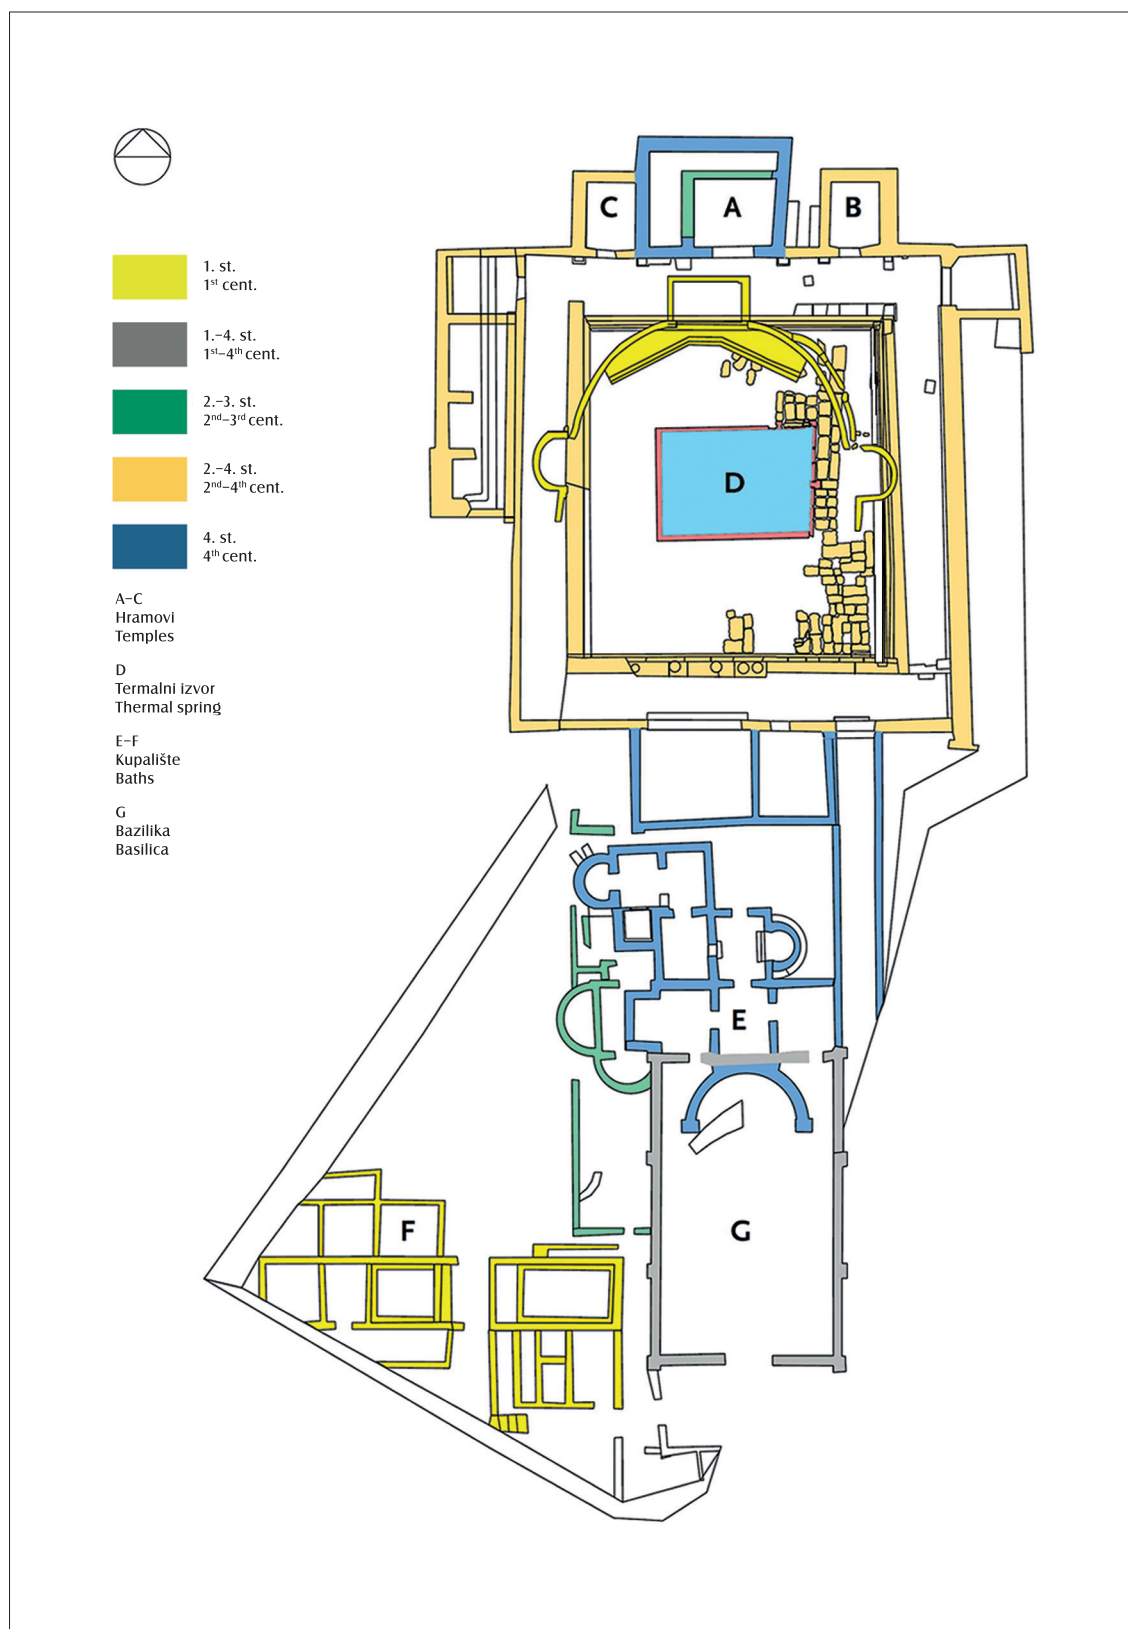 C
A
B
1. st.
1st cent.
1.–4. st.
1st–4th cent.
2.–3. st.
2nd–3rd cent.
2.–4. st.
2nd–4th cent.
4. st.
4th cent.
A–C
Hramovi
Temples
D
Termalni izvor
Thermal spring
E–F
Kupalište
Baths
G
Bazilika
Basilica
D
E
F
G